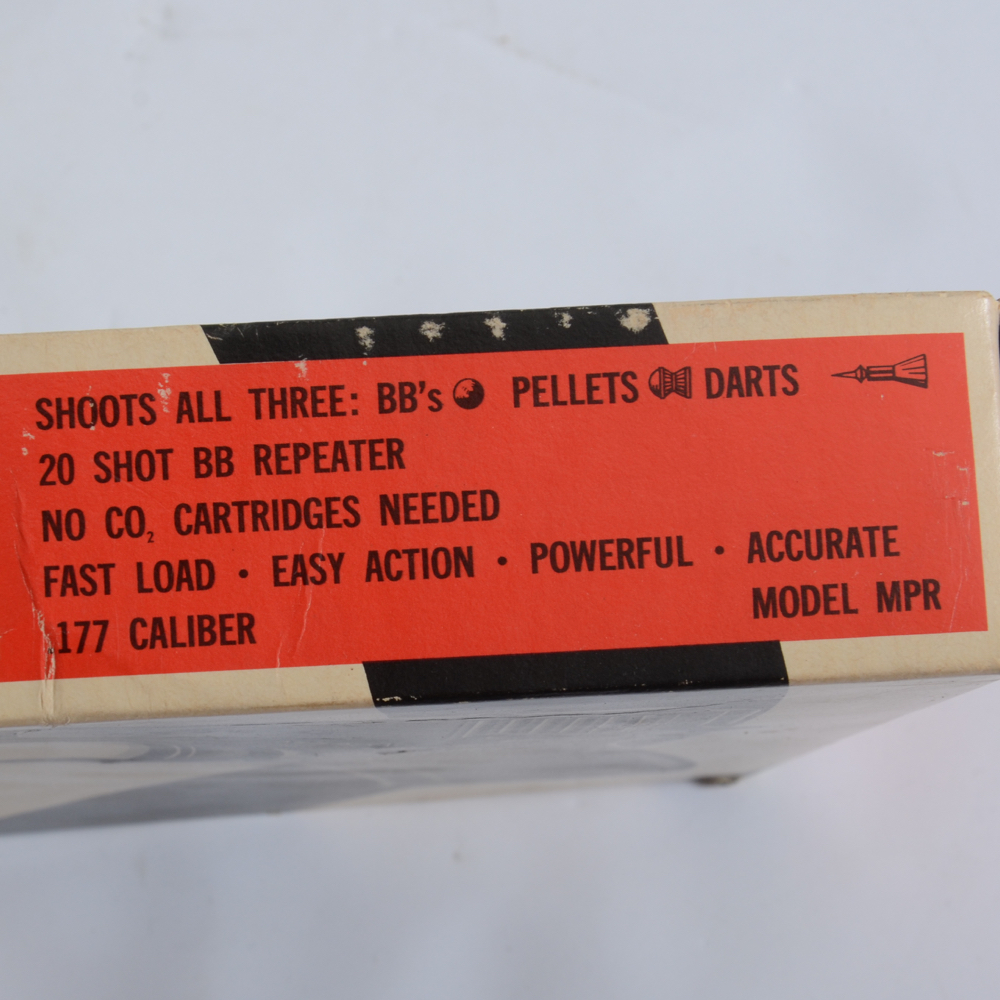 SHOOTS ALL THREE: BB's PELLETS DARTS
20 SHOT BB REPEATER
NO CO₂ CARTRIDGES NEEDED
FAST LOAD · EASY ACTION · POWERFUL · ACCURATE
.177 CALIBER MODEL MPR